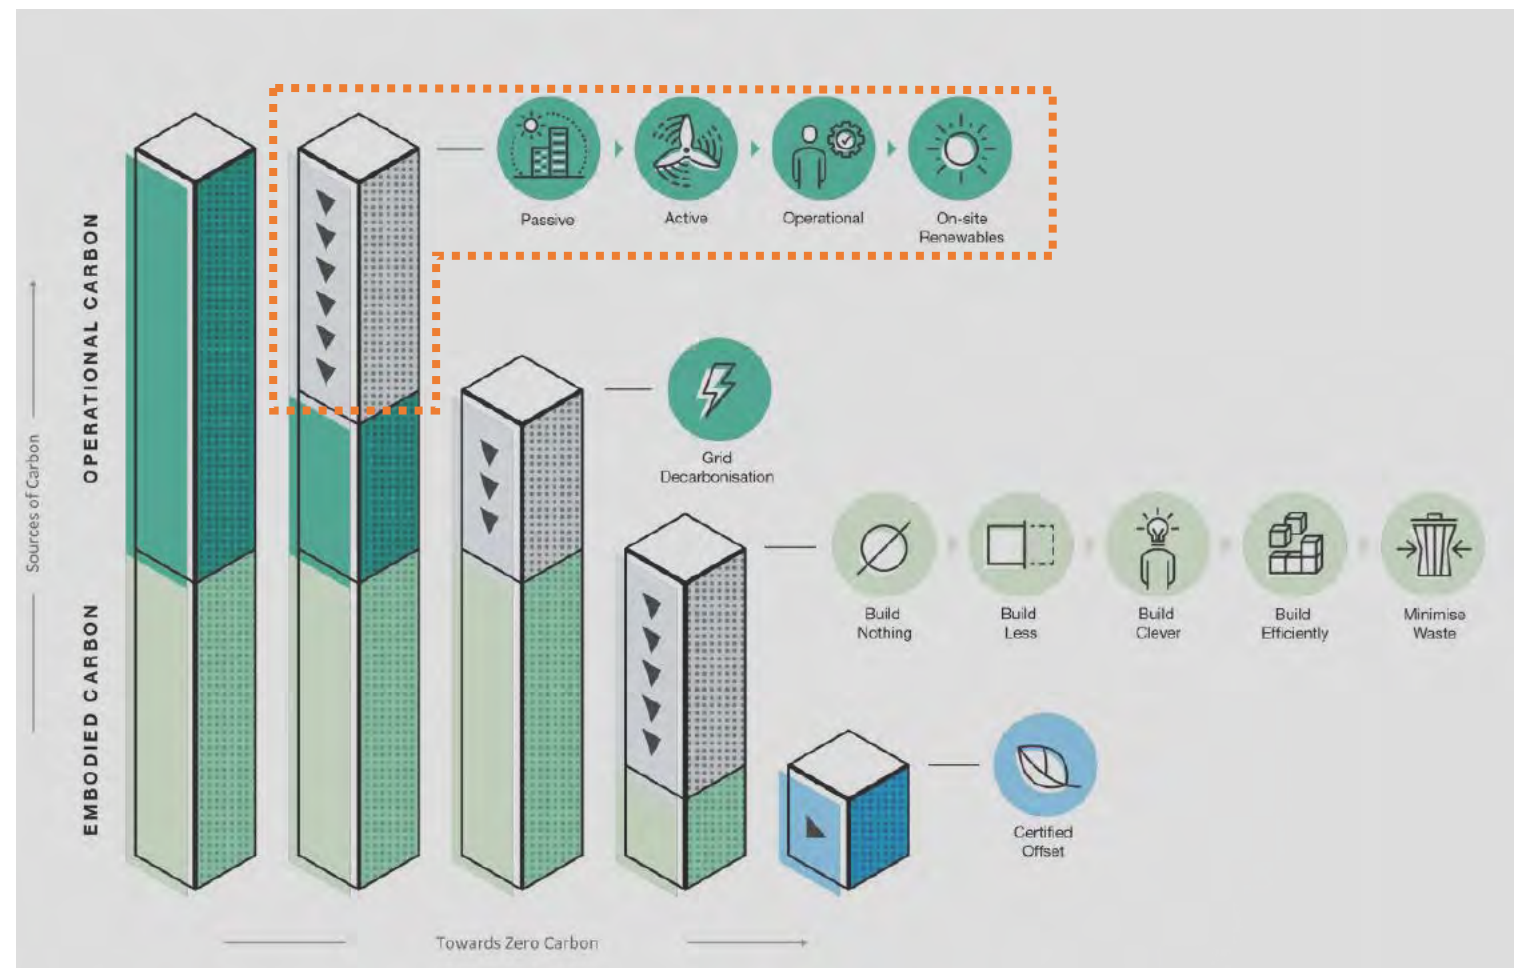 OPERATIONAL CARBON
EMBODIED CARBON
Sources of Carbon
Passive
Active
Operational
On-site
Renewables
Grid
Decarbonisation
Build
Nothing
Build
Less
Build
Clever
Build
Efficiently
Minimise
Waste
Certified
Offset
Towards Zero Carbon